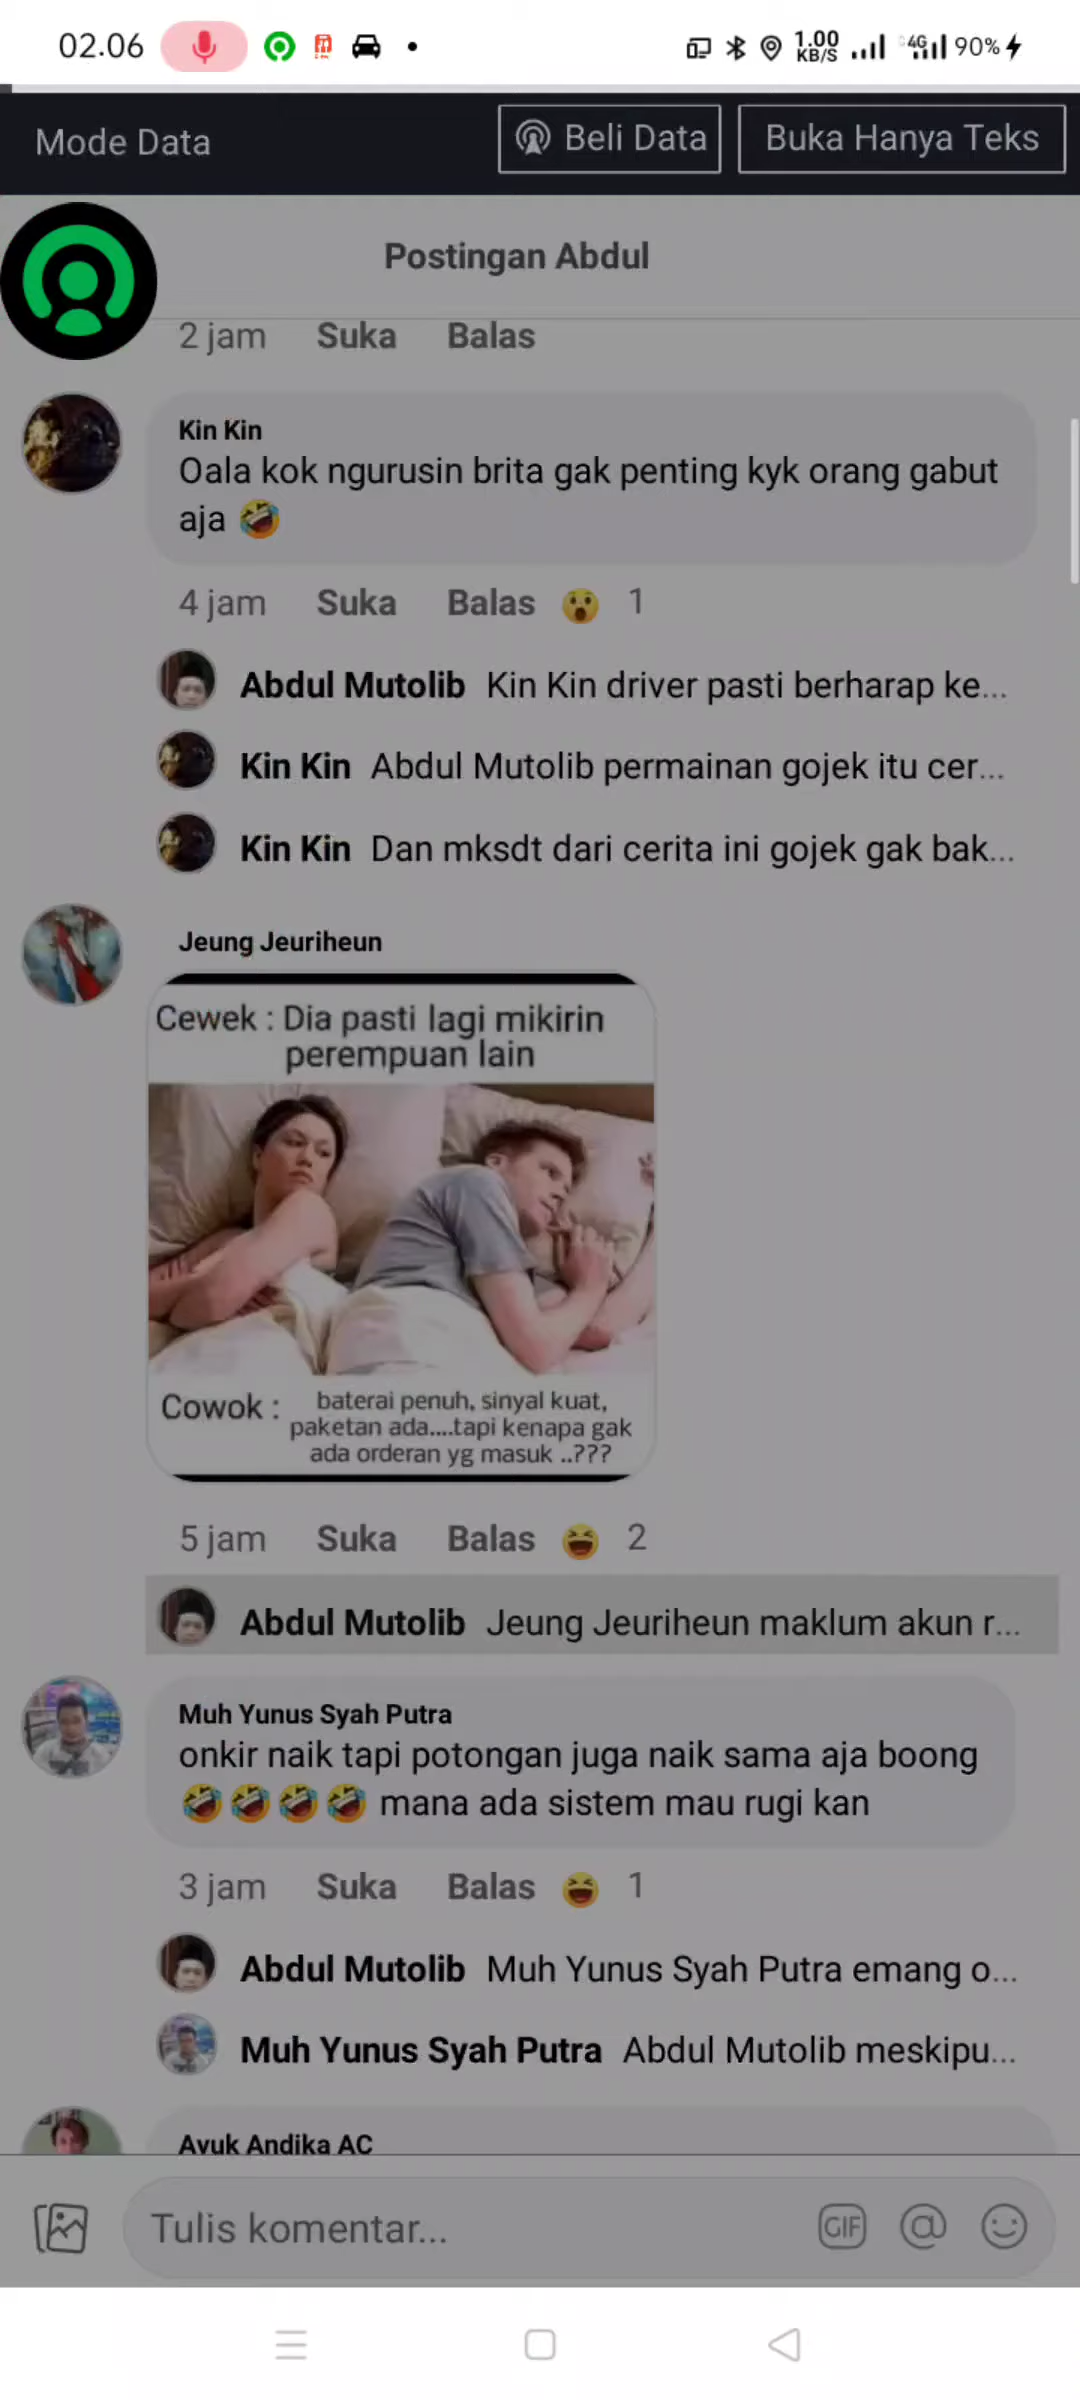 02.06
1.00 KB/S 4G 90%
Mode Data
Beli Data
Buka Hanya Teks
Postingan Abdul
2 jam Suka Balas
Kin Kin
Oala kok ngurusin brita gak penting kyk orang gabut
aja 🤣
4 jam Suka Balas 😮 1
Abdul Mutolib Kin Kin driver pasti berharap ke...
Kin Kin Abdul Mutolib permainan gojek itu cer...
Kin Kin Dan mksdt dari cerita ini gojek gak bak...
Jeung Jeuriheun
Cewek : Dia pasti lagi mikirin
perempuan lain
Cowok : baterai penuh, sinyal kuat,
paketan ada....tapi kenapa gak
ada orderan yg masuk ..???
5 jam Suka Balas 😆 2
Abdul Mutolib Jeung Jeuriheun maklum akun r...
Muh Yunus Syah Putra
onkir naik tapi potongan juga naik sama aja boong
🤣🤣🤣🤣 mana ada sistem mau rugi kan
3 jam Suka Balas 😆 1
Abdul Mutolib Muh Yunus Syah Putra emang o...
Muh Yunus Syah Putra Abdul Mutolib meskipu...
Ayuk Andika AC
Tulis komentar...
GIF @